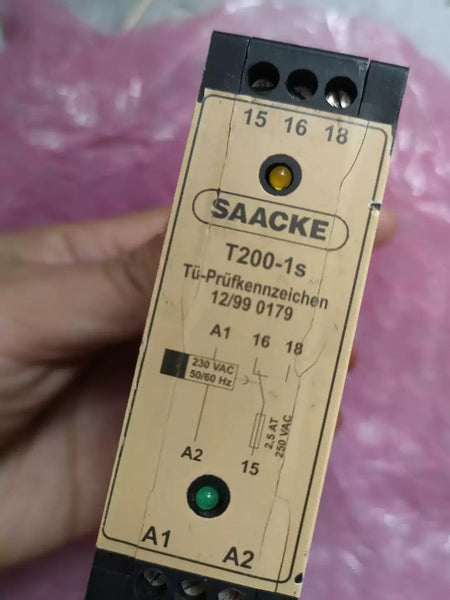 15 16 18
SAACKE
T200-1s
Tü-Prüfkennzeichen
12/99 0179
A1 16 18
230 VAC
50/60 Hz
2,5 AT
250 VAC
A2 15
A1 A2